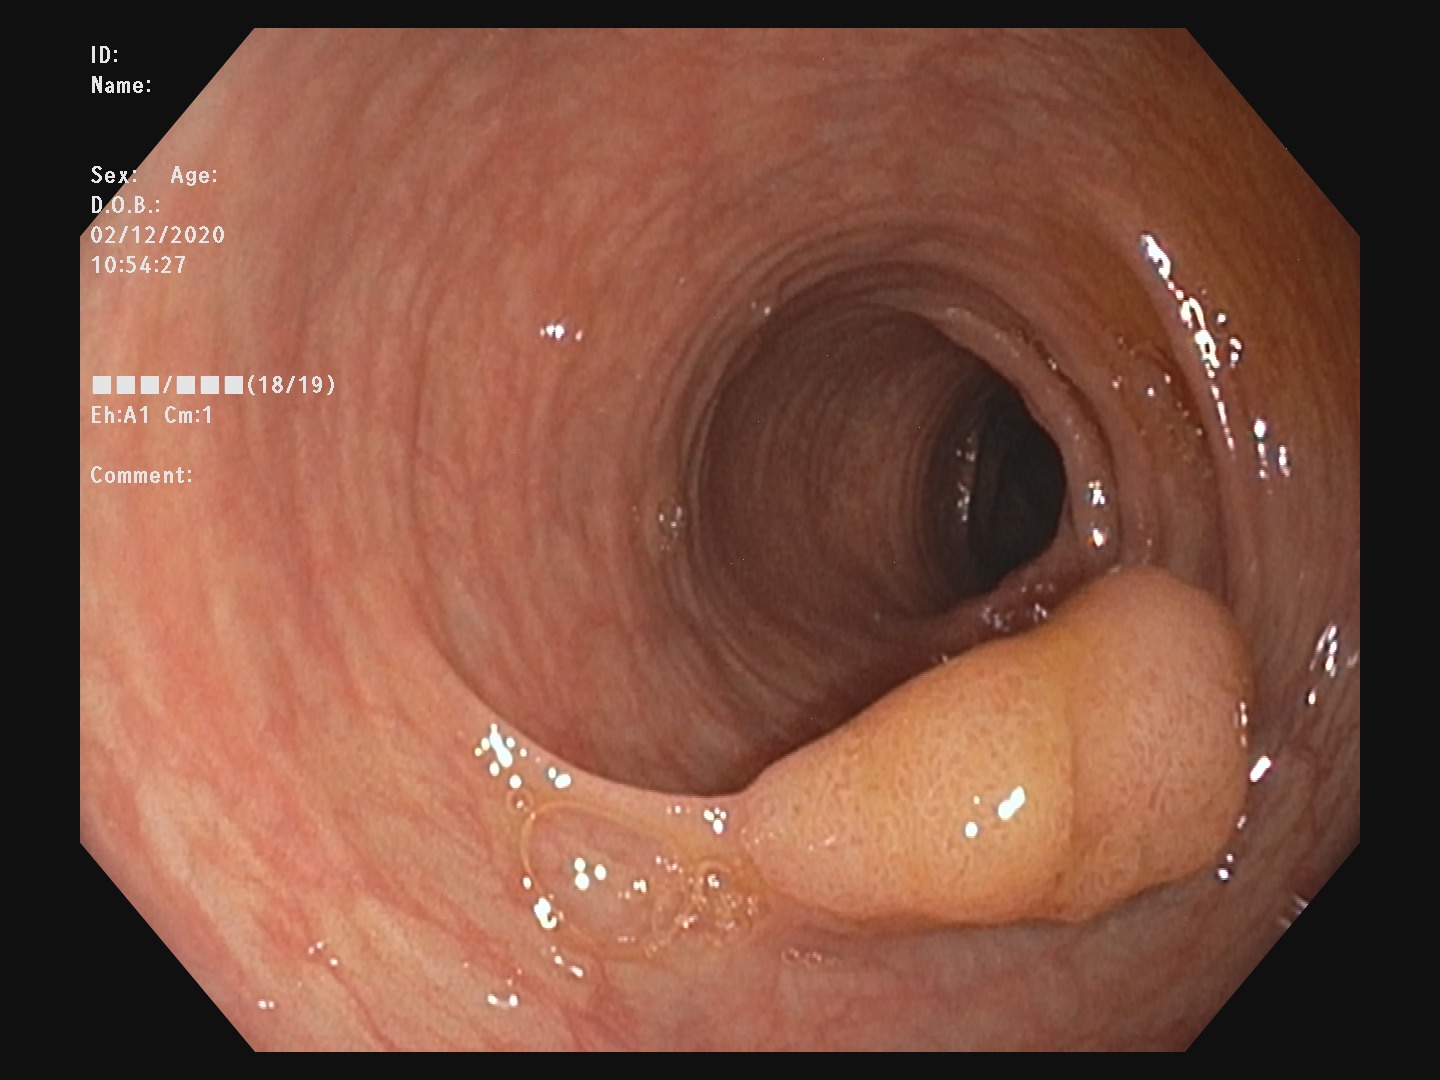 ID:
Name:
Sex: Age:
D.O.B.:
02/12/2020
10:54:27
■■■/■■■(18/19)
Eh:A1 Cm:1
Comment: